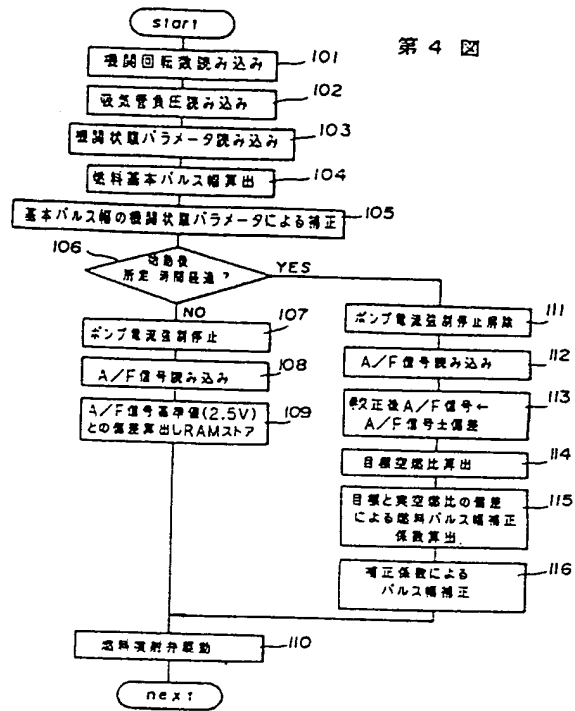 第4図
start
機関回転数読み込み
101
吸気管負圧読み込み
102
機関状態パラメータ読み込み
103
燃料基本パルス幅算出
104
基本パルス幅の機関状態パラメータによる補正
105
106
始動後
所定時間経過?
YES
NO
ポンプ電流強制停止
107
A/F信号読み込み
108
A/F信号基準値(2.5V)
との偏差算出しRAMストア
109
ポンプ電流強制停止解除
111
A/F信号読み込み
112
校正後A/F信号←
A/F信号±偏差
113
目標空燃比算出
114
目標と実空燃比の偏差
による燃料パルス幅補正
係数算出
115
補正係数による
パルス幅補正
116
燃料噴射弁駆動
110
next